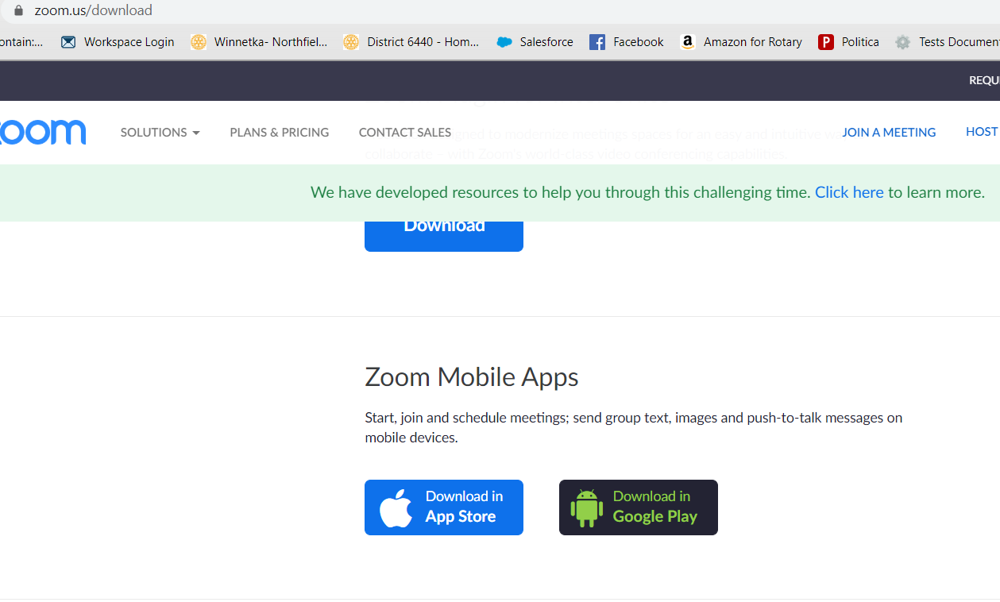 zoom.us/download
ontain:... Workspace Login Winnetka- Northfiel... District 6440 - Hom... Salesforce Facebook a Amazon for Rotary P Politica Tests Documen
REQU
zoom SOLUTIONS PLANS & PRICING CONTACT SALES JOIN A MEETING HOST
gned to modernize meetings spaces for an easy and intuitive wa
collaborate – with Zoom's world-class video conferencing capabilities.
We have developed resources to help you through this challenging time. Click here to learn more.
Download
Zoom Mobile Apps
Start, join and schedule meetings; send group text, images and push-to-talk messages on
mobile devices.
Download in
App Store
Download in
Google Play